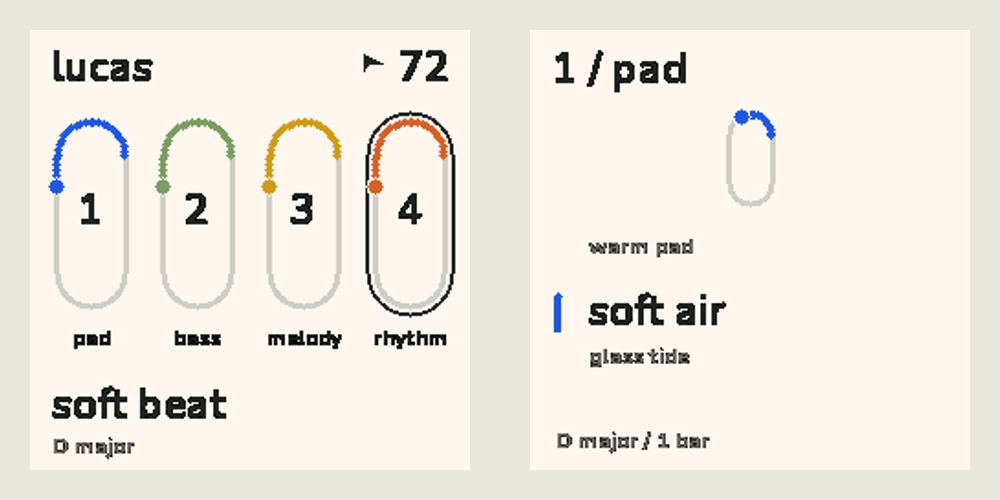 lucas 72
1 2 3 4
pad bass melody rhythm
soft beat
D major
1 / pad
warm pad
soft air
glass tide
D major / 1 bar